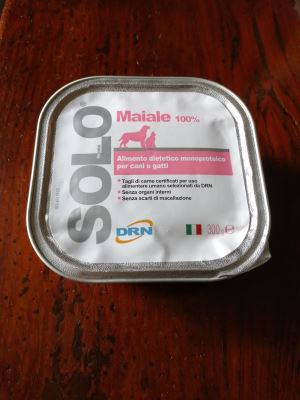 SOLO
Maiale 100%
Alimento dietetico monoproteico
per cani e gatti
• Tagli di carne certificati per uso
alimentare umano selezionati da DRN
• Senza organi interni
• Senza scarti di macellazione
DRN
300 g e